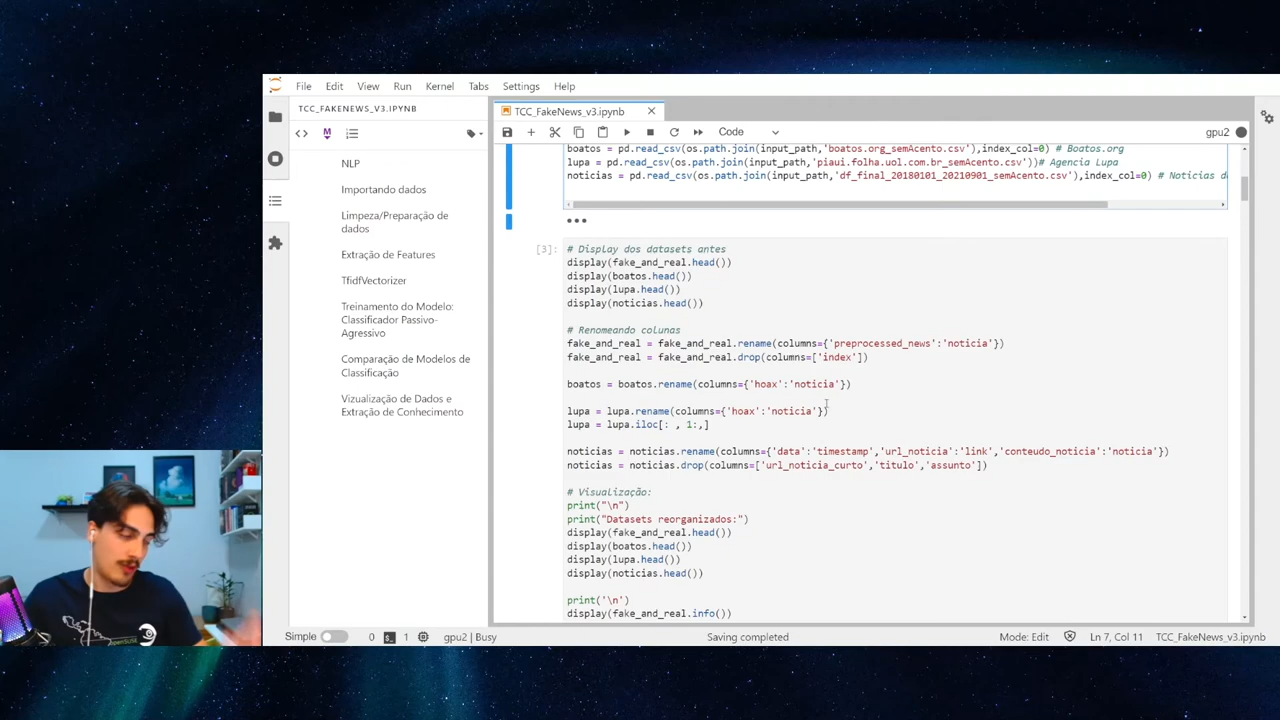 File Edit View Run Kernel Tabs Settings Help
TCC_FAKENEWS_V3.IPYNB
TCC_FakeNews_v3.ipynb
Code
gpu2
NLP
Importando dados
Limpeza/Preparação de
dados
Extração de Features
TfidfVectorizer
Treinamento do Modelo:
Classificador Passivo-
Agressivo
Comparação de Modelos de
Classificação
Vizualização de Dados e
Extração de Conhecimento
boatos = pd.read_csv(os.path.join(input_path,'boatos.org_semAcento.csv'),index_col=0) # Boatos.org
lupa = pd.read_csv(os.path.join(input_path,'piaui.folha.uol.com.br_semAcento.csv'))# Agencia Lupa
noticias = pd.read_csv(os.path.join(input_path,'df_final_20180101_20210901_semAcento.csv'),index_col=0) # Noticias d
[3]:
# Display dos datasets antes
display(fake_and_real.head())
display(boatos.head())
display(lupa.head())
display(noticias.head())
# Renomeando colunas
fake_and_real = fake_and_real.rename(columns={'preprocessed_news':'noticia'})
fake_and_real = fake_and_real.drop(columns=['index'])
boatos = boatos.rename(columns={'hoax':'noticia'})
lupa = lupa.rename(columns={'hoax':'noticia'})
lupa = lupa.iloc[: , 1:,]
noticias = noticias.rename(columns={'data':'timestamp','url_noticia':'link','conteudo_noticia':'noticia'})
noticias = noticias.drop(columns=['url_noticia_curto','titulo','assunto'])
# Visualização:
print("\n")
print("Datasets reorganizados:")
display(fake_and_real.head())
display(boatos.head())
display(lupa.head())
display(noticias.head())
print('\n')
display(fake_and_real.info())
openSUSE
Simple 0 1 gpu2 | Busy Saving completed Mode: Edit Ln 7, Col 11 TCC_FakeNews_v3.ipynb